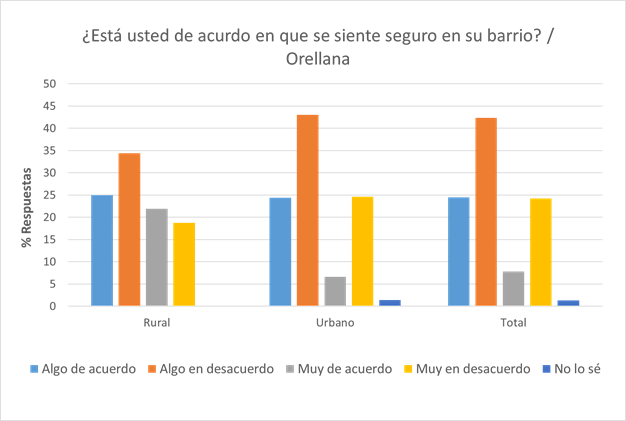 ¿Está usted de acurdo en que se siente seguro en su barrio? /
Orellana
% Respuestas
50
45
40
35
30
25
20
15
10
5
0
Rural Urbano Total
Algo de acuerdo Algo en desacuerdo Muy de acuerdo Muy en desacuerdo No lo sé